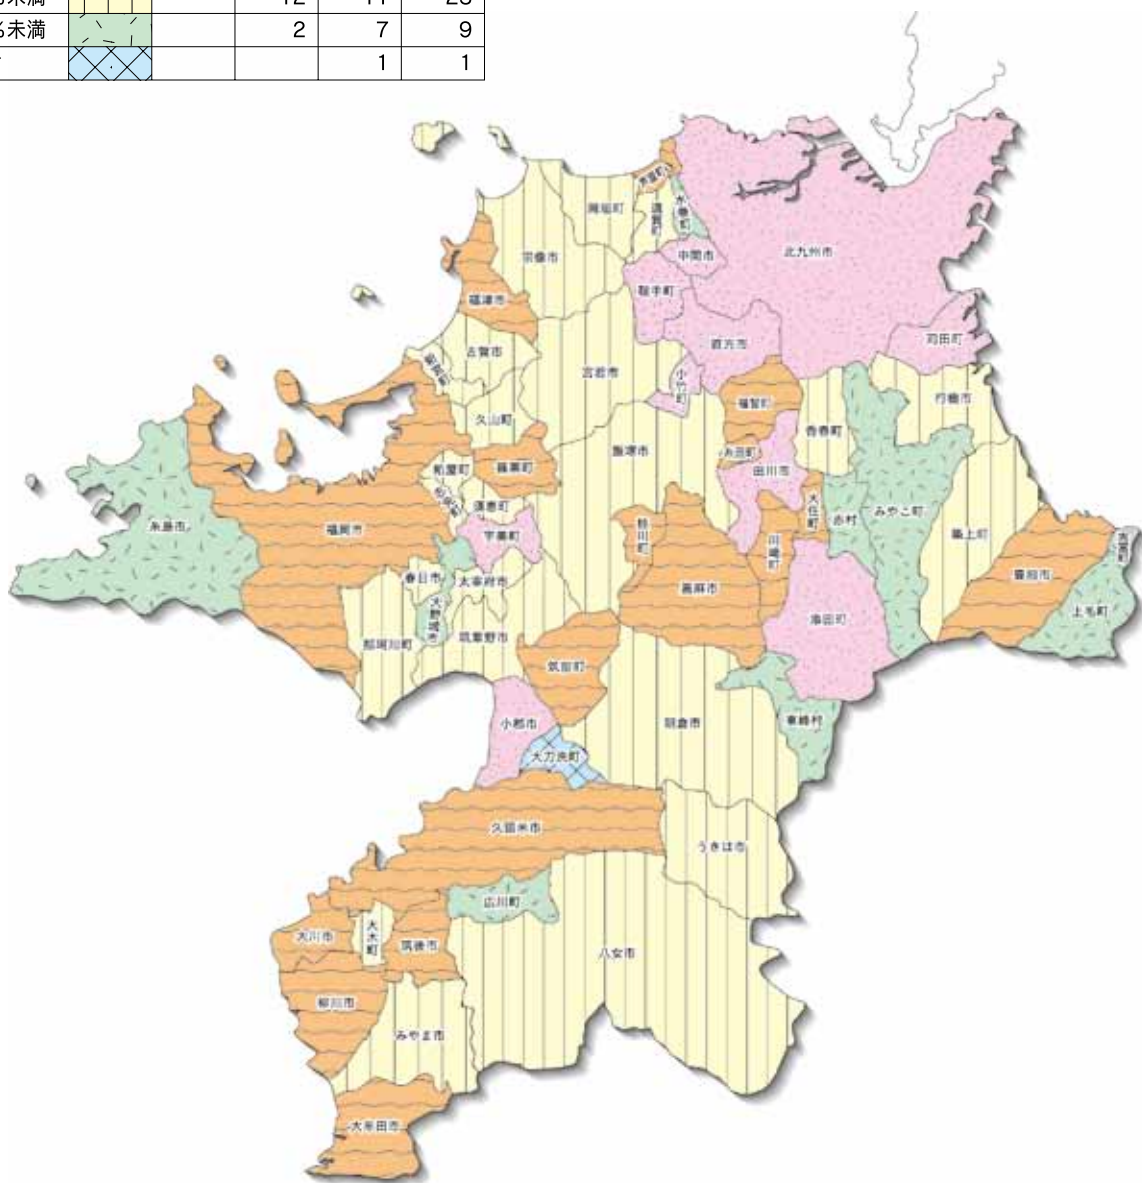 %未満 12 11 23
%未満 2 7 9
1 1
芦屋町
岡垣町
遠賀町
水巻町
北九州市
中間市
宗像市
鞍手町
福津市
苅田町
直方市
古賀市
新宮町
宮若市
小竹町
行橋市
福智町
久山町
香春町
飯塚市
糸田町
田川市
粕屋町
篠栗町
志免町
須恵町
大任町
みやこ町
赤村
糸島市
福岡市
宇美町
桂川町
川崎町
築上町
吉富町
春日市
太宰府市
豊前市
嘉麻市
上毛町
大野城市
添田町
那珂川町
筑紫野市
筑前町
小郡市
朝倉市
東峰村
大刀洗町
久留米市
うきは市
広川町
大川市
大木町
筑後市
八女市
柳川市
みやま市
大牟田市